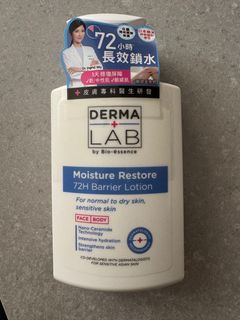 72小時
長效鎖水
皮膚專科醫生研發
DERMA
LAB
by Bio-essence
Moisture Restore
72H Barrier Lotion
For normal to dry skin,
sensitive skin
FACE BODY
Nano-Ceramide
Technology
Intensive hydration
Strengthens skin
barrier
CO-DEVELOPED WITH DERMATOLOGISTS
FOR SENSITIVE ASIAN SKIN